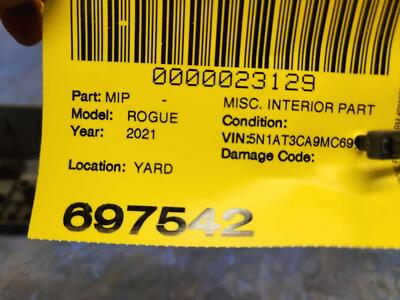 0000023129
Part: MIP -
MISC. INTERIOR PART
Model: ROGUE
Condition:
Year: 2021
VIN:5N1AT3CA9MC69
Damage Code:
Location: YARD
697542